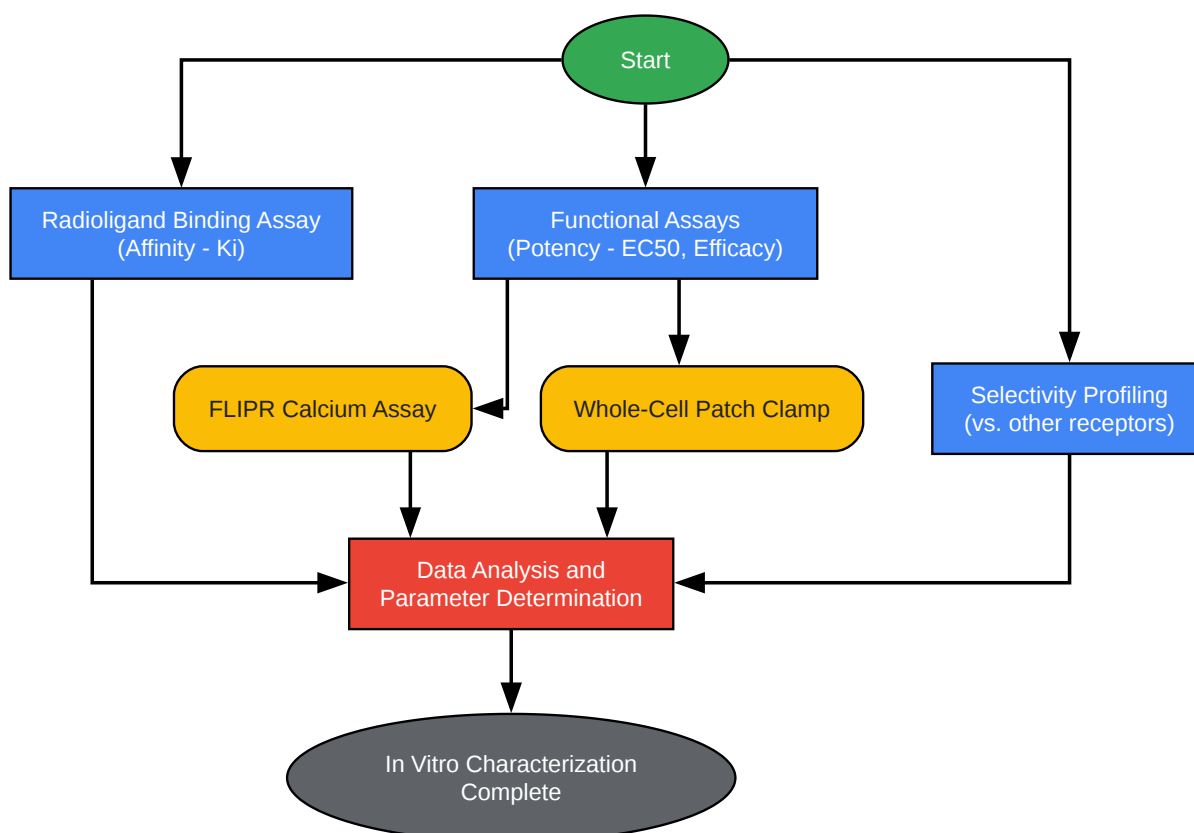 Start
Radioligand Binding Assay
(Affinity - Ki)
Functional Assays
(Potency - EC50, Efficacy)
FLIPR Calcium Assay
Whole-Cell Patch Clamp
Selectivity Profiling
(vs. other receptors)
Data Analysis and
Parameter Determination
In Vitro Characterization
Complete